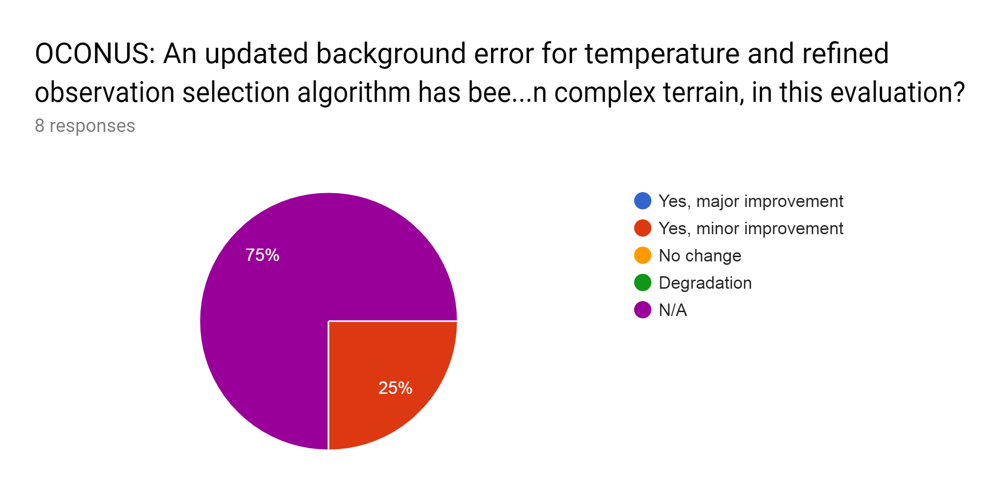 OCONUS: An updated background error for temperature and refined
observation selection algorithm has bee...n complex terrain, in this evaluation?
8 responses
Yes, major improvement
Yes, minor improvement
No change
Degradation
N/A
75%
25%